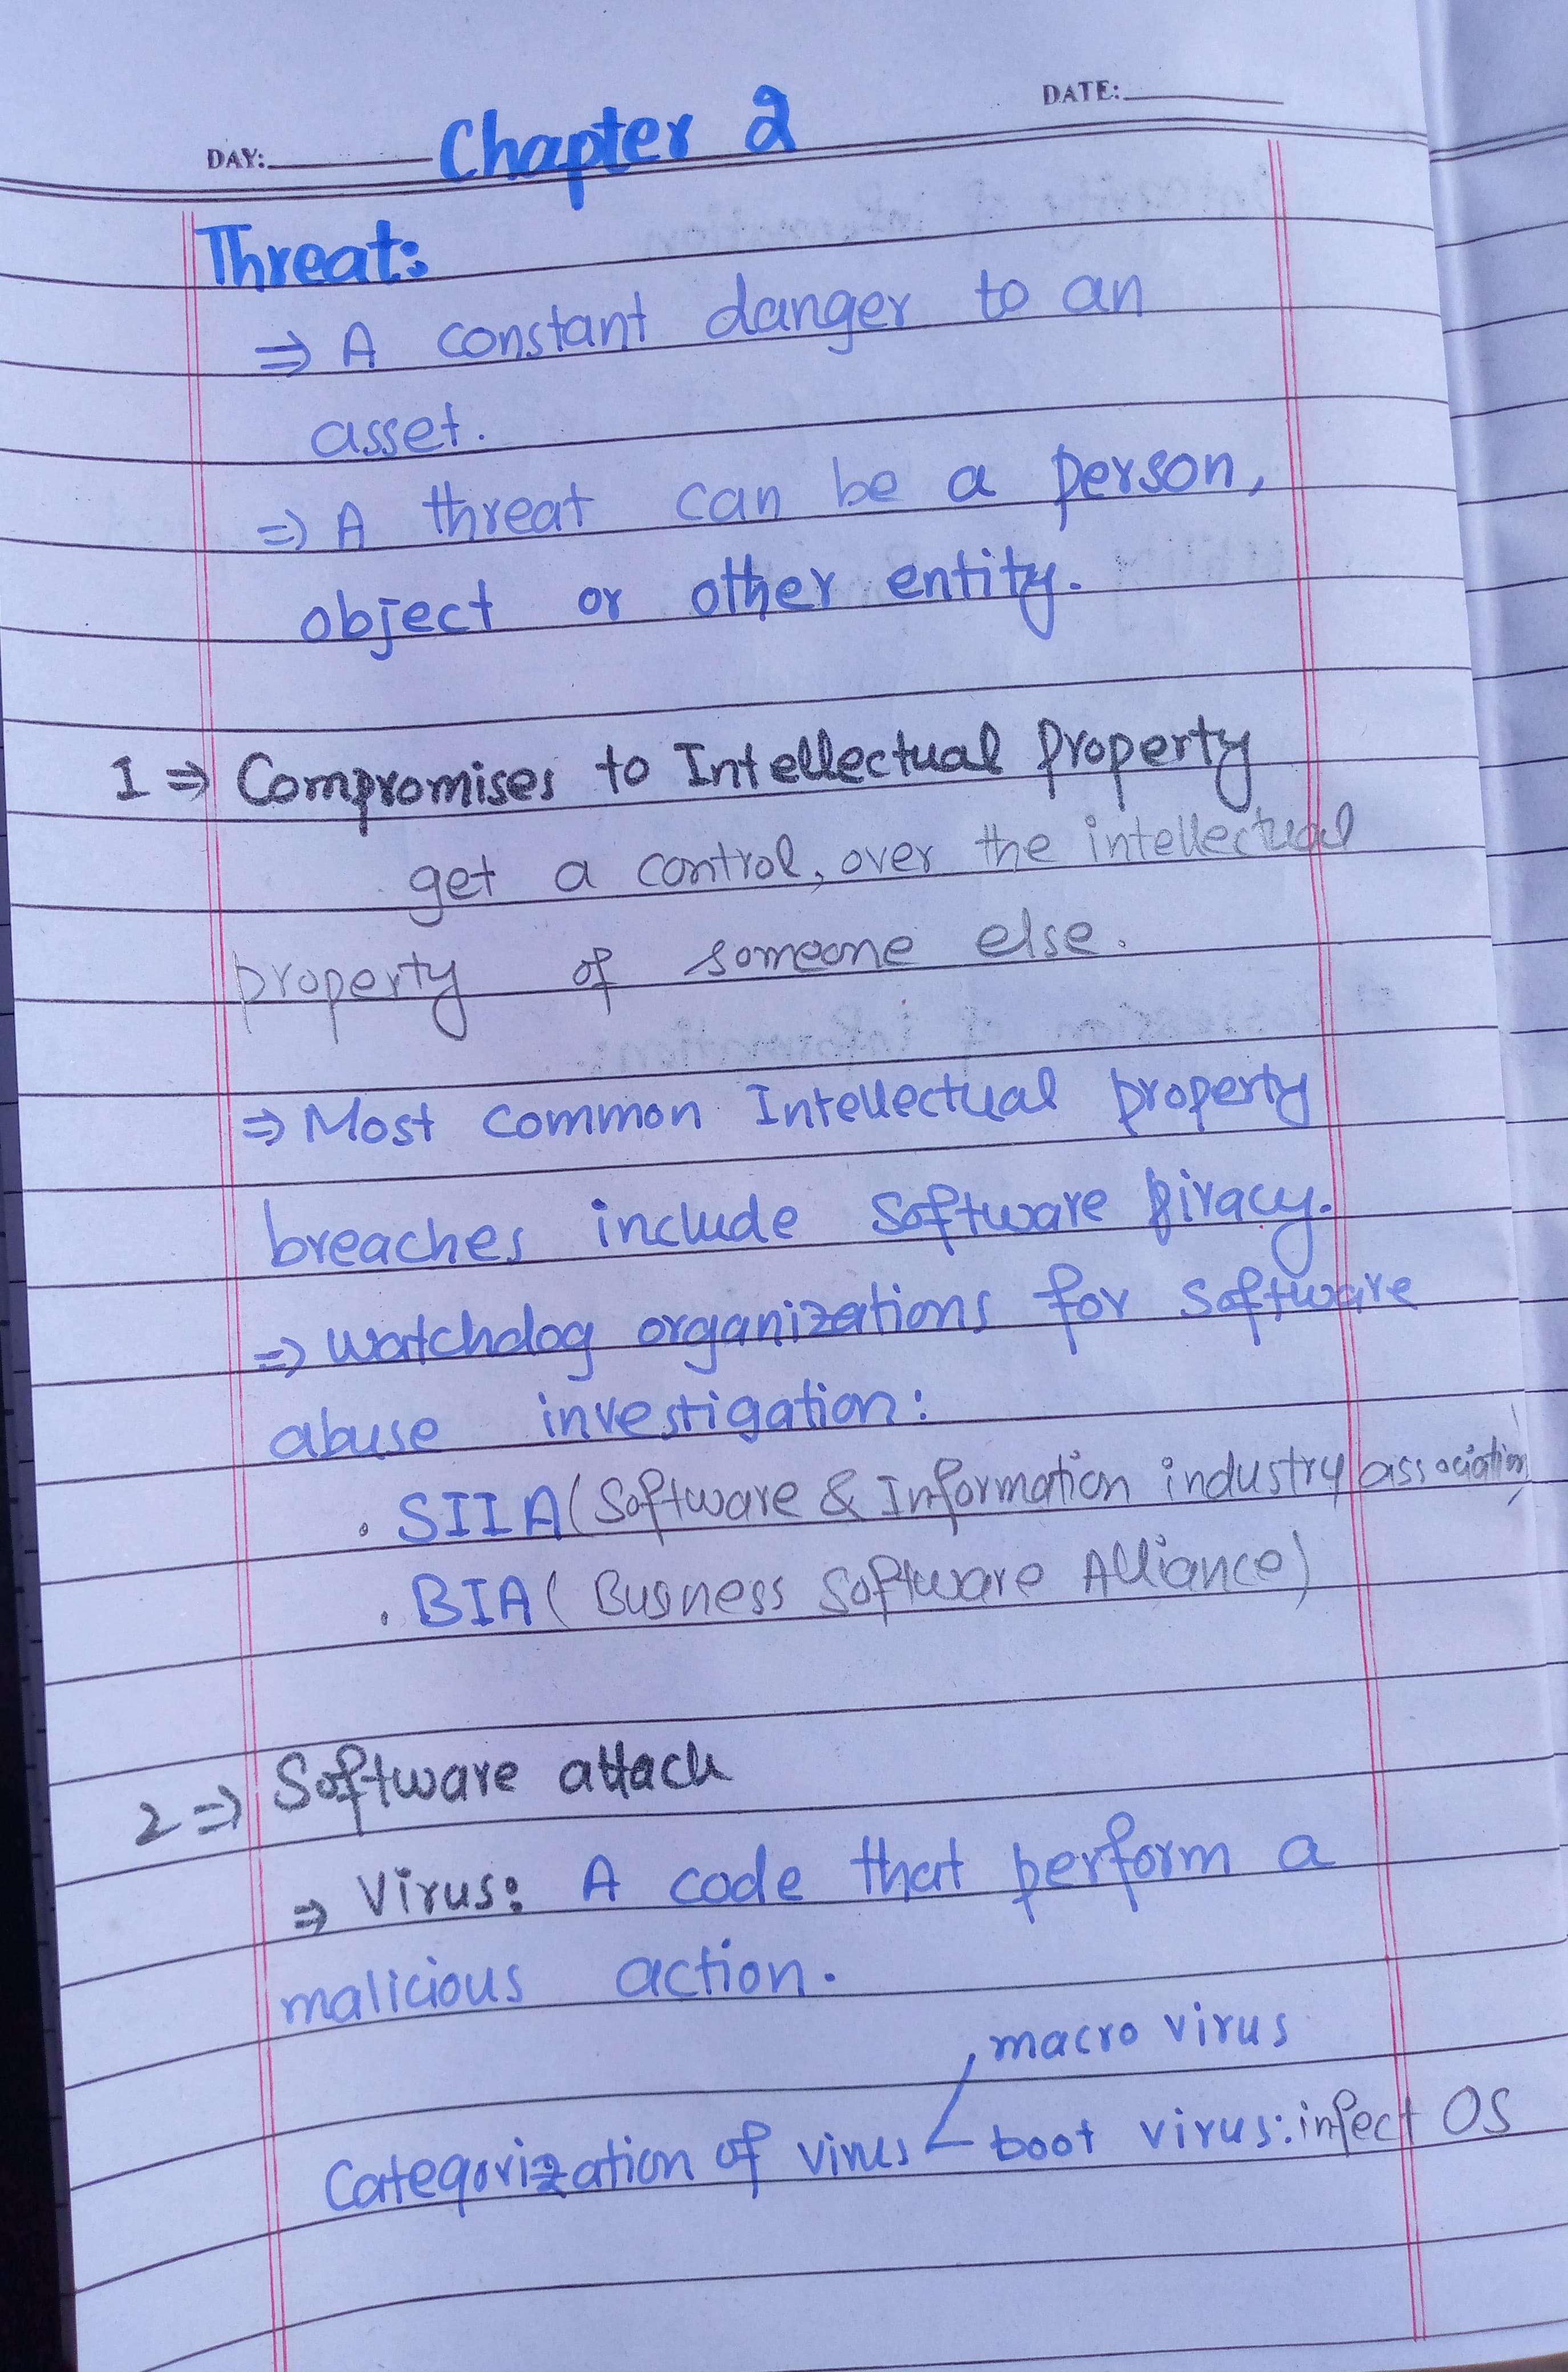 DATE:
DAY: Chapter 2
Threat:
⇒ A constant danger to an
asset.
⇒ A threat can be a person,
object or other entity.
1 ⇒ Compromises to Intellectual property
get a control, over the intellectual
property of someone else.
⇒ Most common Intellectual property
breaches include software piracy.
⇒ Watchdog organizations for software
abuse investigation:
. SIIA (Software & Information industry association)
. BIA (Busness Software Alliance)
2 ⇒ Software attack
⇒ Virus: A code that perform a
malicious action.
macro virus
Categorization of virus boot virus: infect OS